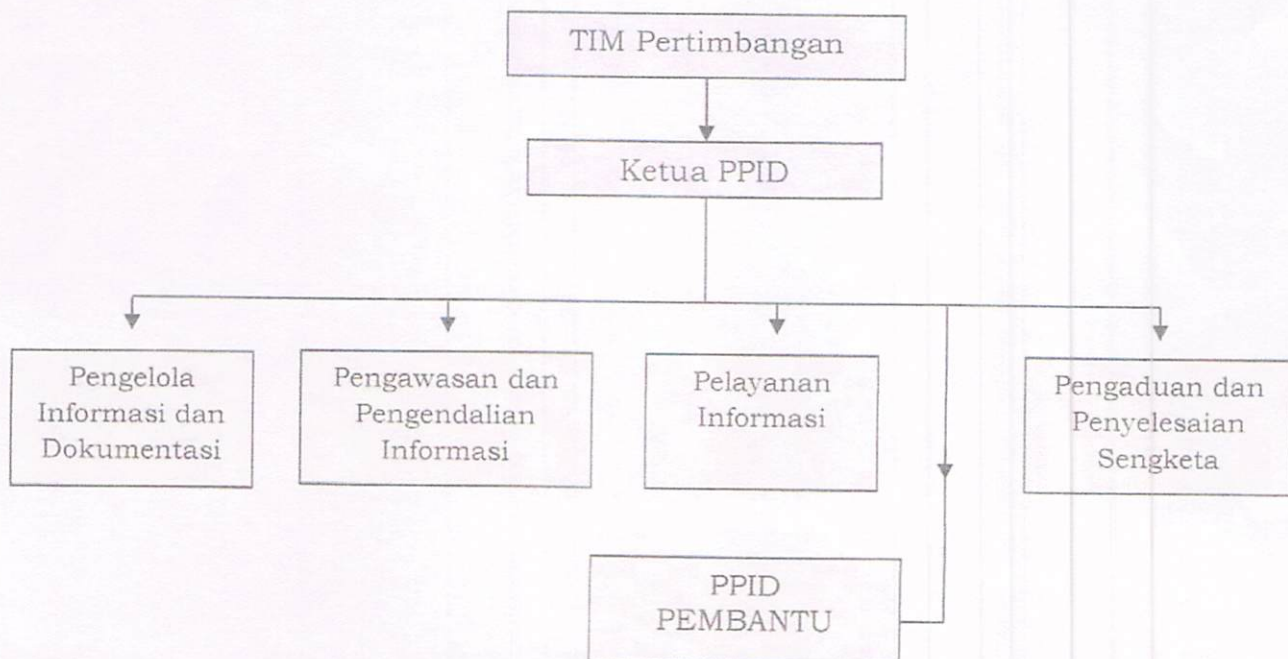 TIM Pertimbangan
Ketua PPID
Pengelola
Informasi dan
Dokumentasi
Pengawasan dan
Pengendalian
Informasi
Pelayanan
Informasi
Pengaduan dan
Penyelesaian
Sengketa
PPID
PEMBANTU